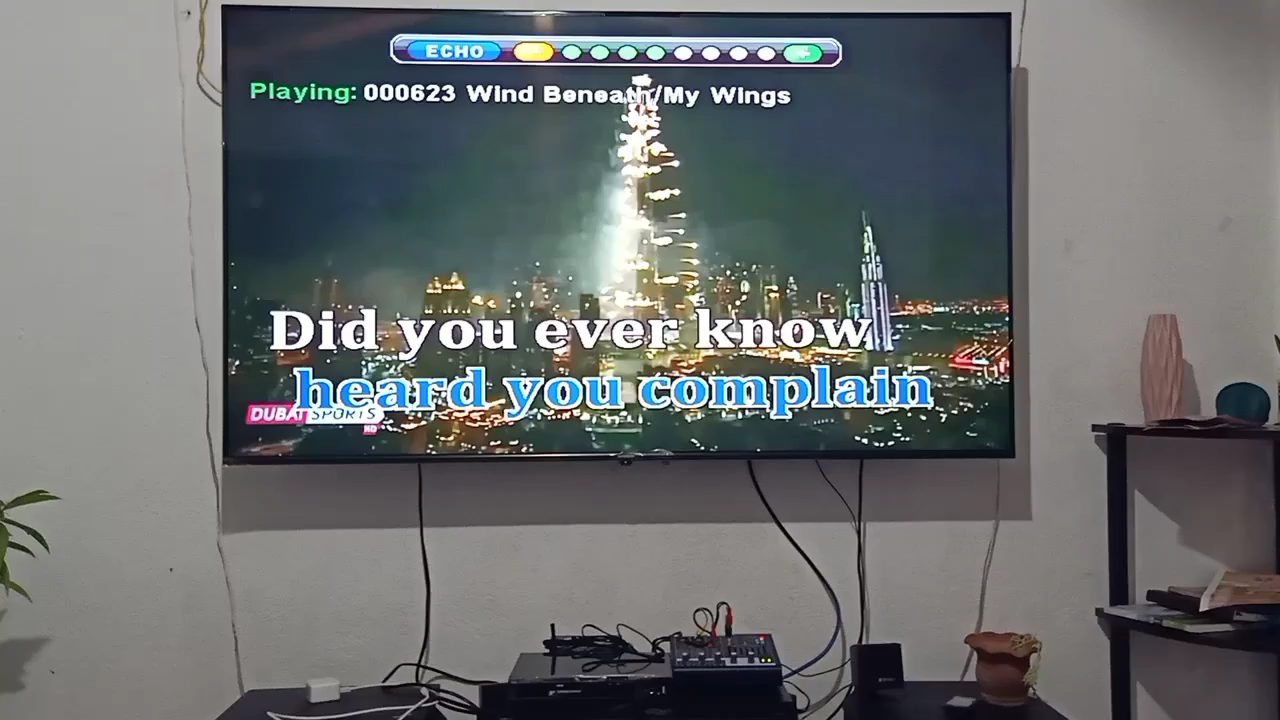 ECHO
Playing: 000623 Wind Beneath/My Wings
Did you ever know
heard you complain
DUBAI SPORTS
HD